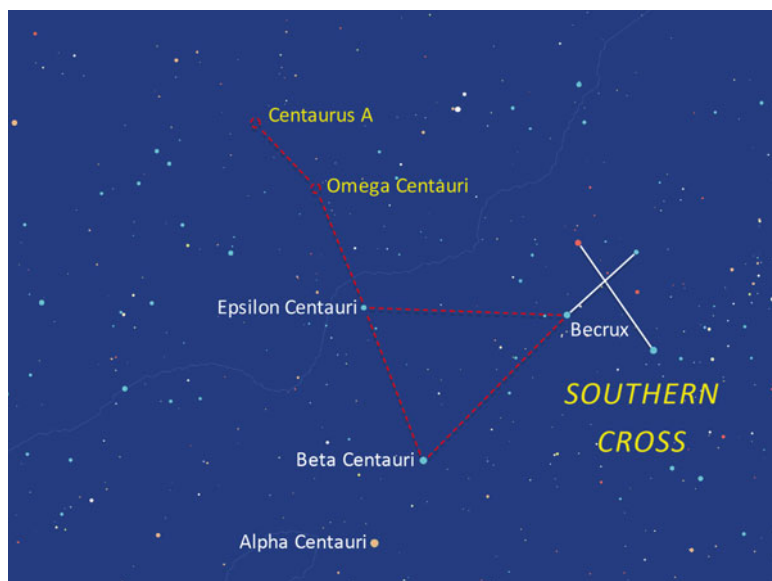 Centaurus A
Omega Centauri
Epsilon Centauri
Becrux
SOUTHERN
CROSS
Beta Centauri
Alpha Centauri